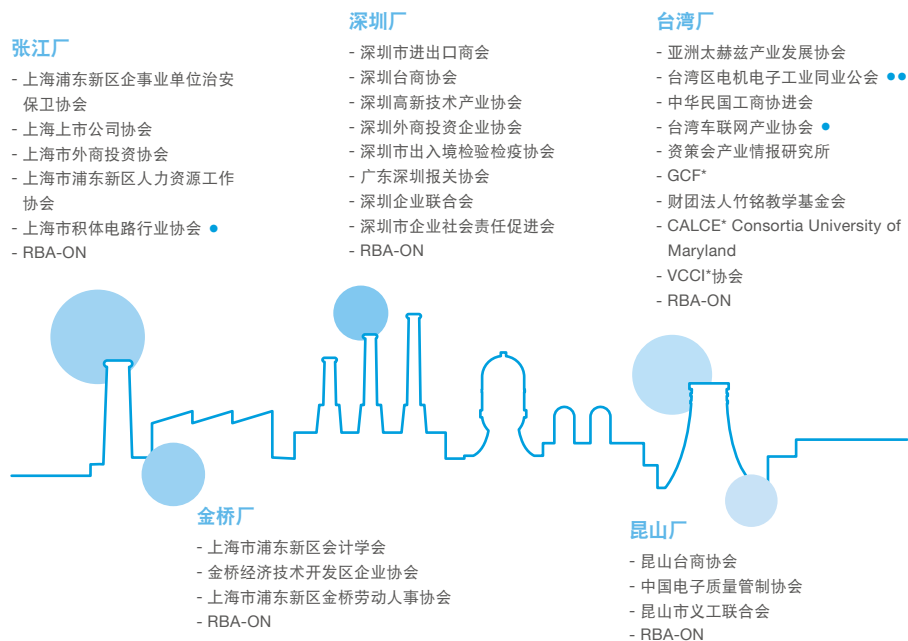 张江厂
- 上海浦东新区企事业单位治安
保卫协会
- 上海上市公司协会
- 上海市外商投资协会
- 上海市浦东新区人力资源工作
协会
- 上海市积体电路行业协会 ●
- RBA-ON
深圳厂
- 深圳市进出口商会
- 深圳台商协会
- 深圳高新技术产业协会
- 深圳外商投资企业协会
- 深圳市出入境检验检疫协会
- 广东深圳报关协会
- 深圳企业联合会
- 深圳市企业社会责任促进会
- RBA-ON
台湾厂
- 亚洲太赫兹产业发展协会
- 台湾区电机电子工业同业公会 ●●
- 中华民国工商协进会
- 台湾车联网产业协会 ●
- 资策会产业情报研究所
- GCF*
- 财团法人竹铭教学基金会
- CALCE* Consortia University of
Maryland
- VCCI*协会
- RBA-ON
金桥厂
- 上海市浦东新区会计学会
- 金桥经济技术开发区企业协会
- 上海市浦东新区金桥劳动人事协会
- RBA-ON
昆山厂
- 昆山台商协会
- 中国电子质量管制协会
- 昆山市义工联合会
- RBA-ON